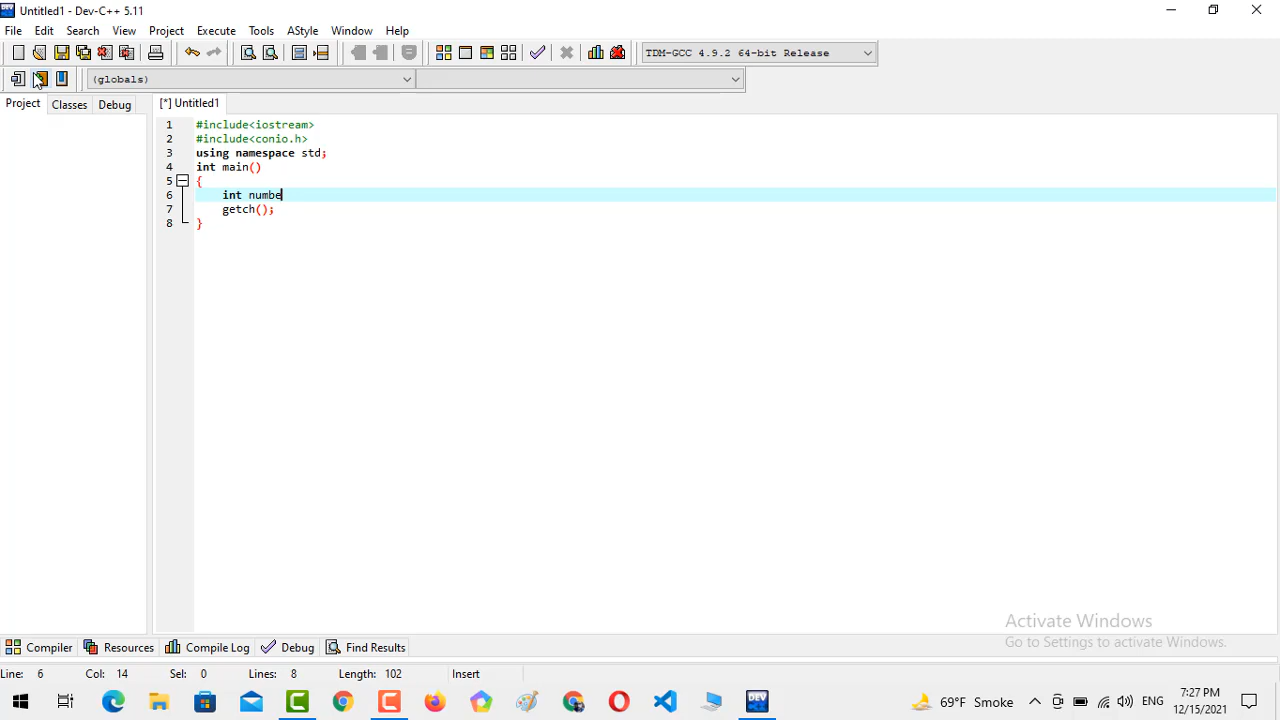 Untitled1 - Dev-C++ 5.11
File Edit Search View Project Execute Tools AStyle Window Help
TDM-GCC 4.9.2 64-bit Release
(globals)
Project Classes Debug [*] Untitled1
1 #include<iostream>
2 #include<conio.h>
3 using namespace std;
4 int main()
5 {
6 int numbe
7 getch();
8 }
Activate Windows
Go to Settings to activate Windows.
Compiler Resources Compile Log Debug Find Results
Line: 6 Col: 14 Sel: 0 Lines: 8 Length: 102 Insert
DEV
69°F Smoke ENG 7:27 PM
12/15/2021